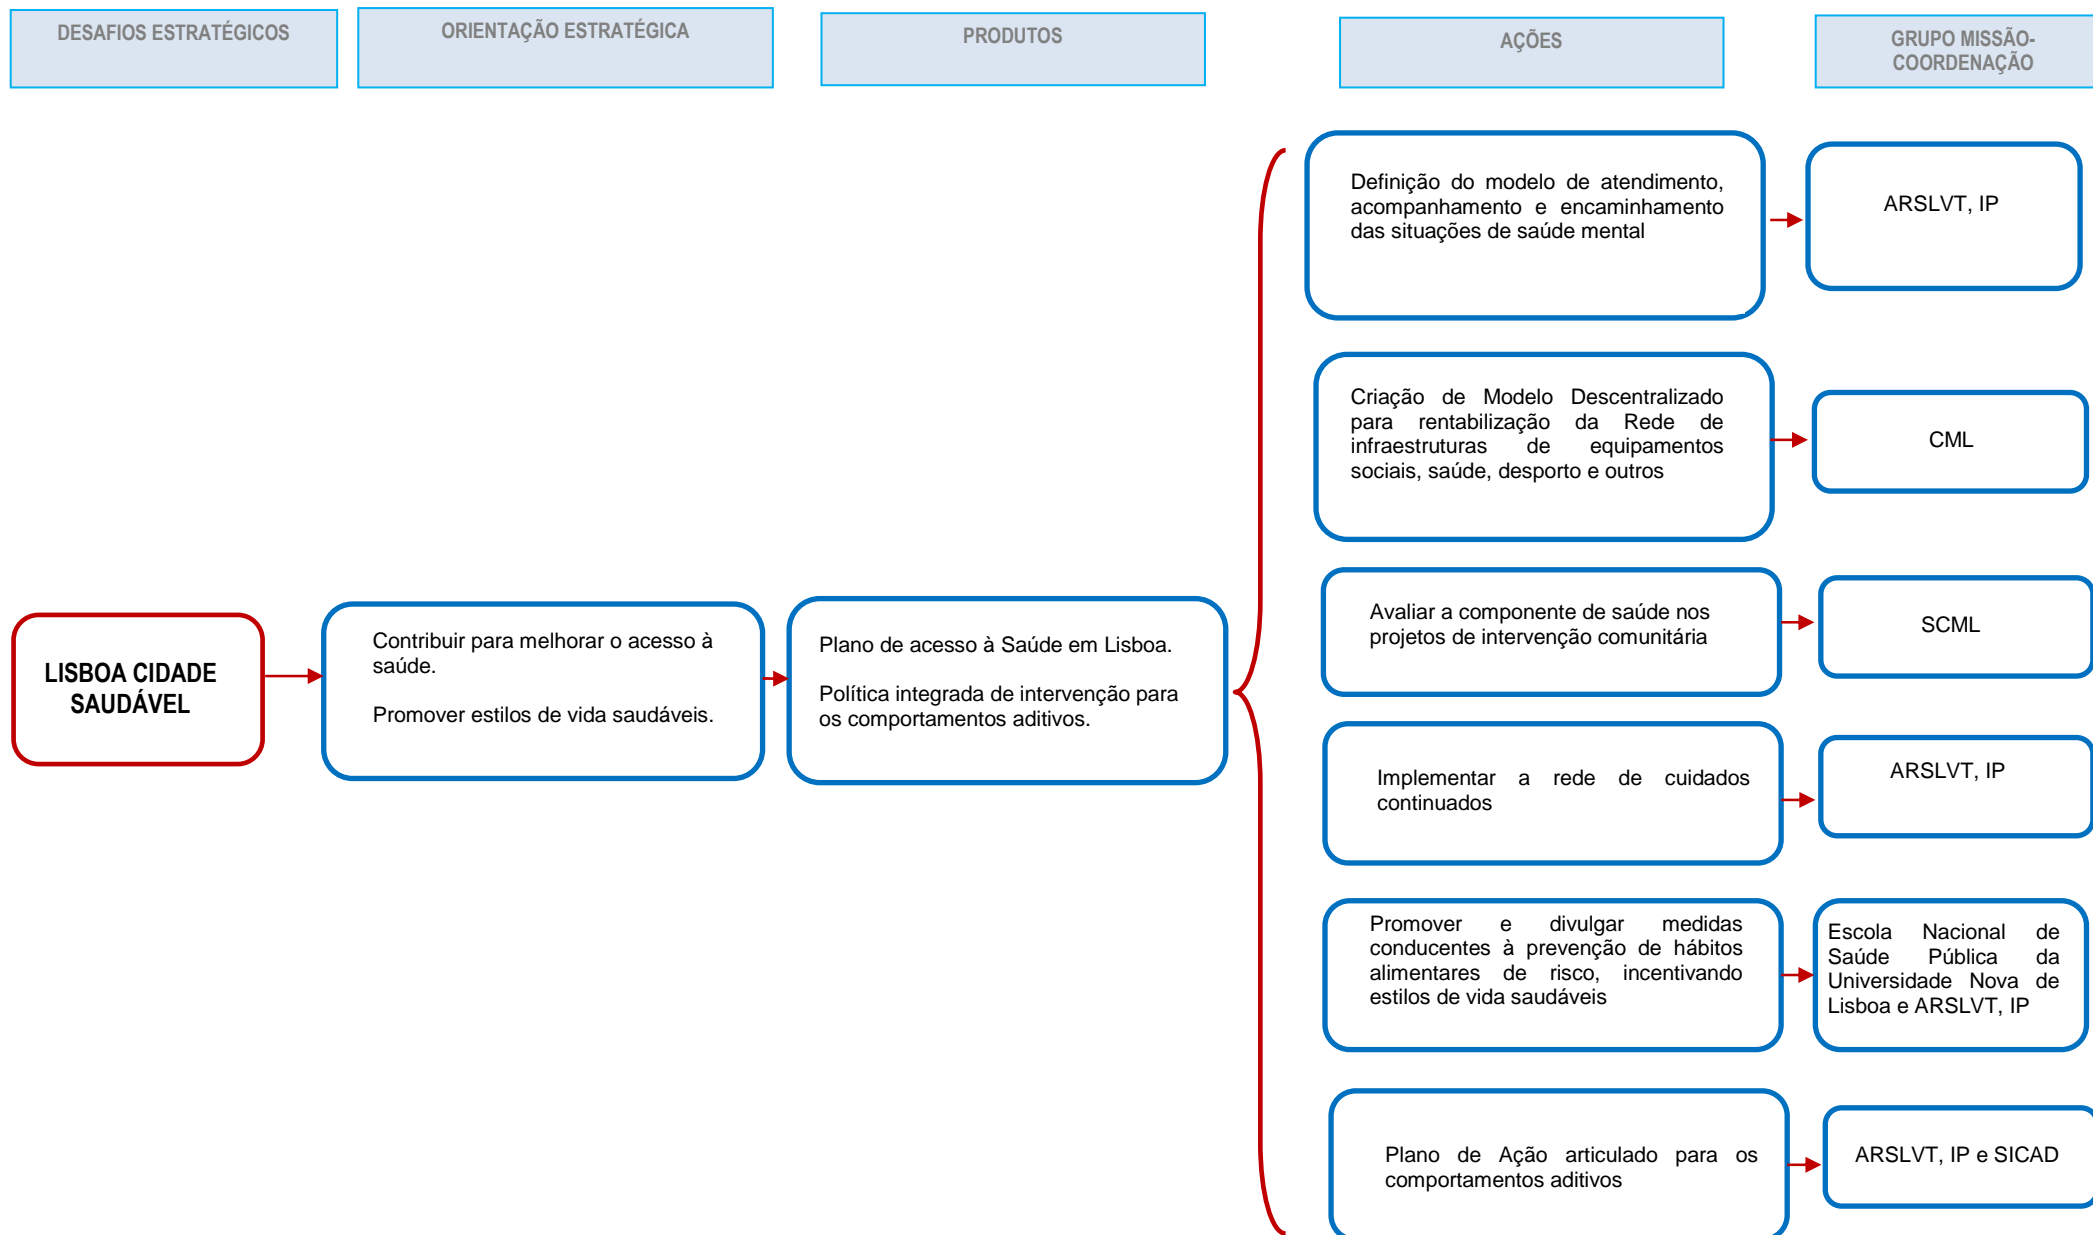 DESAFIOS ESTRATÉGICOS
ORIENTAÇÃO ESTRATÉGICA
PRODUTOS
AÇÕES
GRUPO MISSÃO-
COORDENAÇÃO
LISBOA CIDADE
SAUDÁVEL
Contribuir para melhorar o acesso à
saúde.
Promover estilos de vida saudáveis.
Plano de acesso à Saúde em Lisboa.
Política integrada de intervenção para
os comportamentos aditivos.
Definição do modelo de atendimento,
acompanhamento e encaminhamento
das situações de saúde mental
ARSLVT, IP
Criação de Modelo Descentralizado
para rentabilização da Rede de
infraestruturas de equipamentos
sociais, saúde, desporto e outros
CML
Avaliar a componente de saúde nos
projetos de intervenção comunitária
SCML
Implementar a rede de cuidados
continuados
ARSLVT, IP
Promover e divulgar medidas
conducentes à prevenção de hábitos
alimentares de risco, incentivando
estilos de vida saudáveis
Escola Nacional de
Saúde Pública da
Universidade Nova de
Lisboa e ARSLVT, IP
Plano de Ação articulado para os
comportamentos aditivos
ARSLVT, IP e SICAD